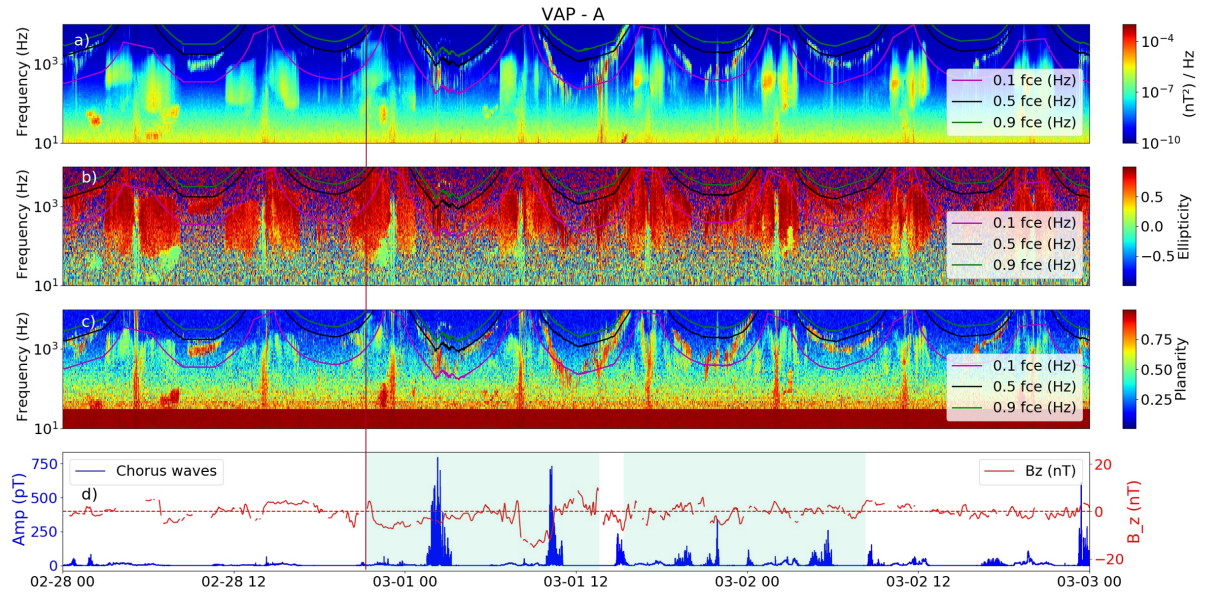 VAP - A
a)
Frequency (Hz)
10³
10¹
0.1 fce (Hz)
0.5 fce (Hz)
0.9 fce (Hz)
10⁻⁴
10⁻⁷
10⁻¹⁰
(nT²) / Hz
b)
Frequency (Hz)
10³
10¹
0.1 fce (Hz)
0.5 fce (Hz)
0.9 fce (Hz)
0.5
0.0
−0.5
Ellipticity
c)
Frequency (Hz)
10³
10¹
0.1 fce (Hz)
0.5 fce (Hz)
0.9 fce (Hz)
0.75
0.50
0.25
Planarity
d)
Amp (pT)
750
500
250
0
Chorus waves
Bz (nT)
20
0
−20
B_z (nT)
02-28 00 02-28 12 03-01 00 03-01 12 03-02 00 03-02 12 03-03 00